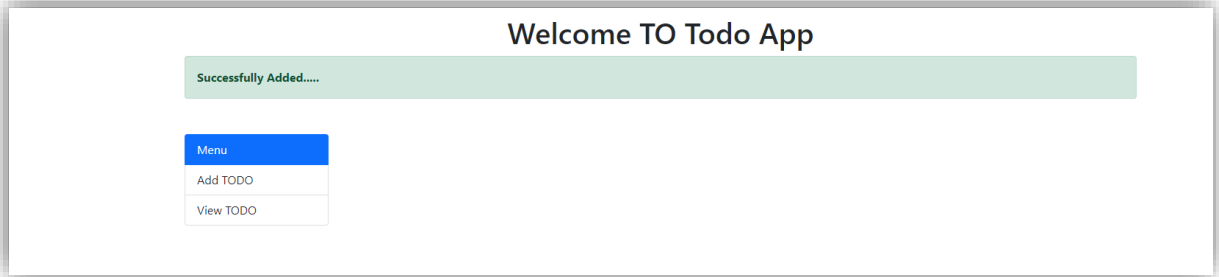 Welcome TO Todo App
Successfully Added.....
Menu
Add TODO
View TODO